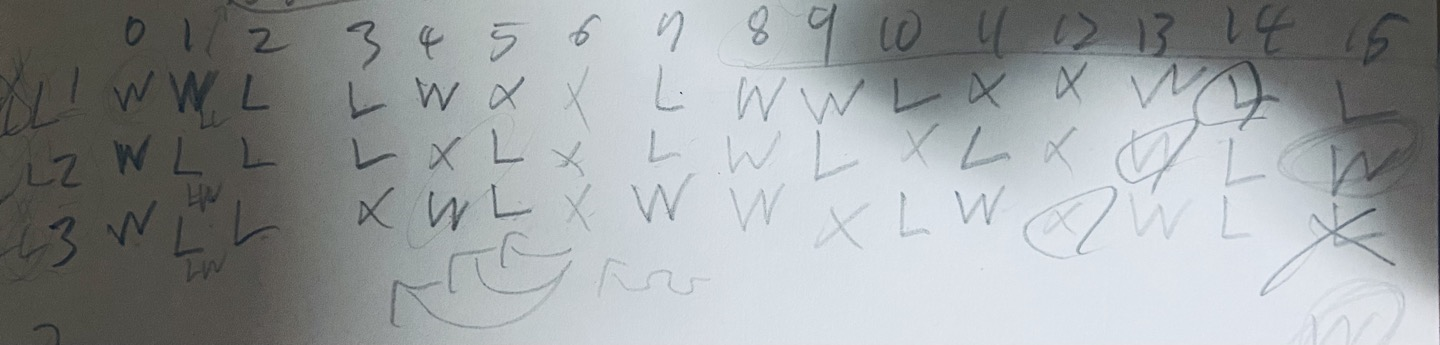 0 1 2 3 4 5 6 7 8 9 10 11 12 13 14 15
L1 W W L L W X X L W W L X X W L L
L2 W L L L X L X L W L X L X W L W
L3 W L L X W L X W W X L W X W L X
LW